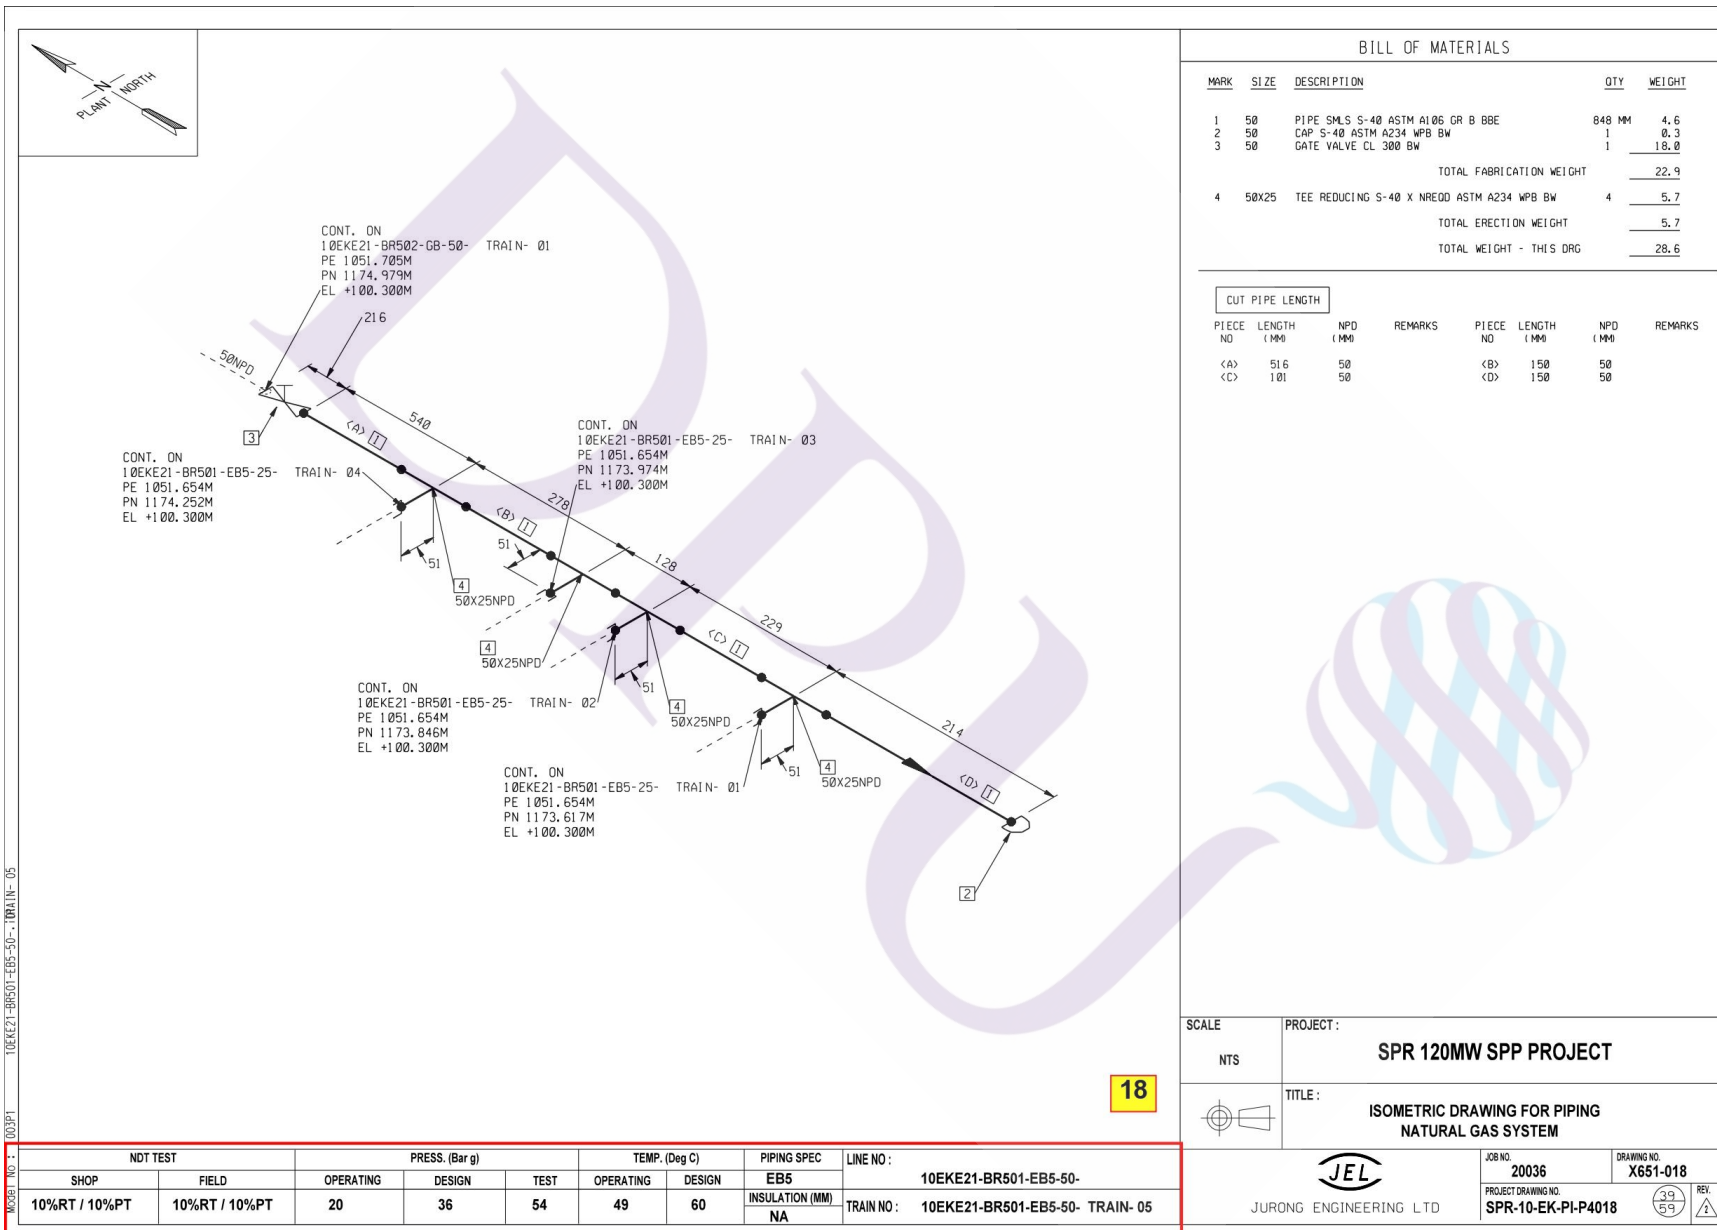 N
PLANT NORTH
CONT. ON
10EKE21-BR502-GB-50- TRAIN- 01
PE 1051.705M
PN 1174.979M
EL +100.300M
216
50NPD
540
<A> 1
3
CONT. ON
10EKE21-BR501-EB5-25- TRAIN- 03
PE 1051.654M
PN 1173.974M
EL +100.300M
CONT. ON
10EKE21-BR501-EB5-25- TRAIN- 04
PE 1051.654M
PN 1174.252M
EL +100.300M
278
<B> 1
51
51
4
50X25NPD
128
4
50X25NPD
229
<C> 1
51
4
50X25NPD
CONT. ON
10EKE21-BR501-EB5-25- TRAIN- 02
PE 1051.654M
PN 1173.846M
EL +100.300M
214
51
4
50X25NPD
<D> 1
CONT. ON
10EKE21-BR501-EB5-25- TRAIN- 01
PE 1051.654M
PN 1173.617M
EL +100.300M
2
18
BILL OF MATERIALS
MARK SIZE DESCRIPTION QTY WEIGHT
1 50 PIPE SMLS S-40 ASTM A106 GR B BBE 848 MM 4.6
2 50 CAP S-40 ASTM A234 WPB BW 1 0.3
3 50 GATE VALVE CL 300 BW 1 18.0
TOTAL FABRICATION WEIGHT 22.9
4 50X25 TEE REDUCING S-40 X NREQD ASTM A234 WPB BW 4 5.7
TOTAL ERECTION WEIGHT 5.7
TOTAL WEIGHT - THIS DRG 28.6
CUT PIPE LENGTH
PIECE LENGTH NPD REMARKS PIECE LENGTH NPD REMARKS
NO (MM) (MM) NO (MM) (MM)
<A> 516 50 <B> 150 50
<C> 101 50 <D> 150 50
SCALE
NTS
PROJECT :
SPR 120MW SPP PROJECT
TITLE :
ISOMETRIC DRAWING FOR PIPING
NATURAL GAS SYSTEM
JEL
JURONG ENGINEERING LTD
JOB NO.
20036
DRAWING NO.
X651-018
PROJECT DRAWING NO.
SPR-10-EK-PI-P4018
39
59
REV.
2
NDT TEST PRESS. (Bar g) TEMP. (Deg C) PIPING SPEC LINE NO :
SHOP FIELD OPERATING DESIGN TEST OPERATING DESIGN EB5 10EKE21-BR501-EB5-50-
10%RT / 10%PT 10%RT / 10%PT 20 36 54 49 60 INSULATION (MM) TRAIN NO : 10EKE21-BR501-EB5-50- TRAIN- 05
NA
Model No : 003P1
DPU